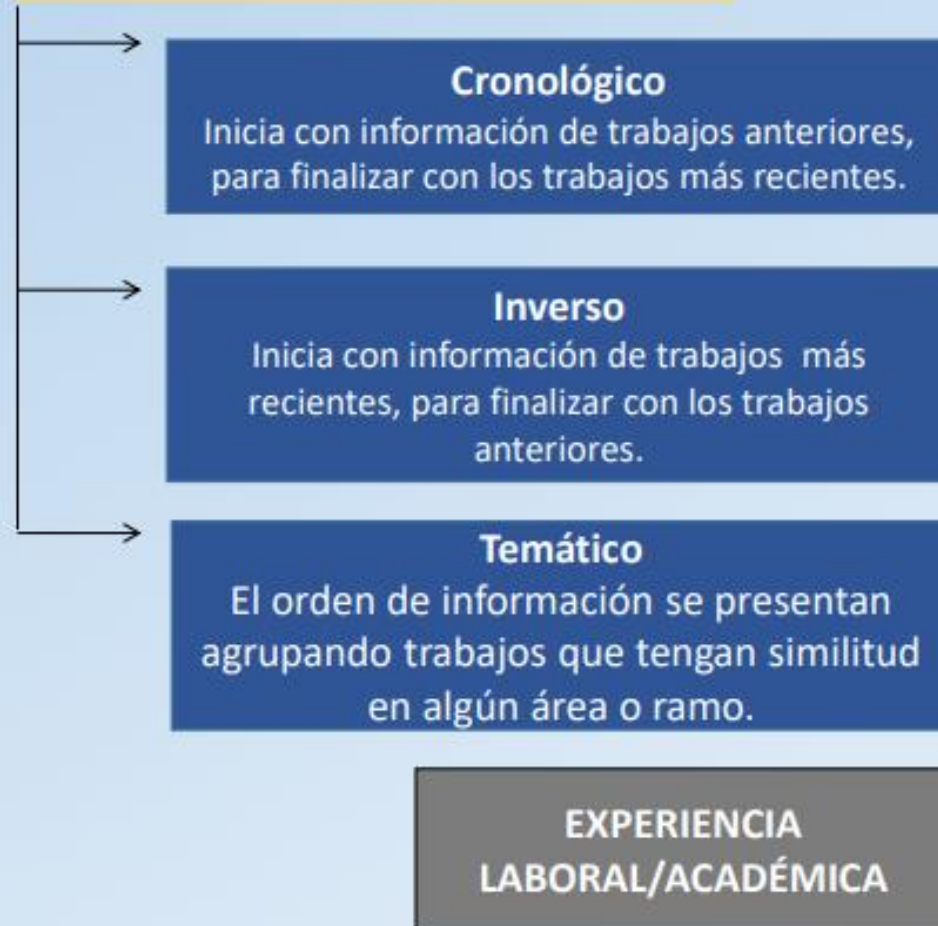 Cronológico
Inicia con información de trabajos anteriores,
para finalizar con los trabajos más recientes.
Inverso
Inicia con información de trabajos más
recientes, para finalizar con los trabajos
anteriores.
Temático
El orden de información se presentan
agrupando trabajos que tengan similitud
en algún área o ramo.
EXPERIENCIA
LABORAL/ACADÉMICA